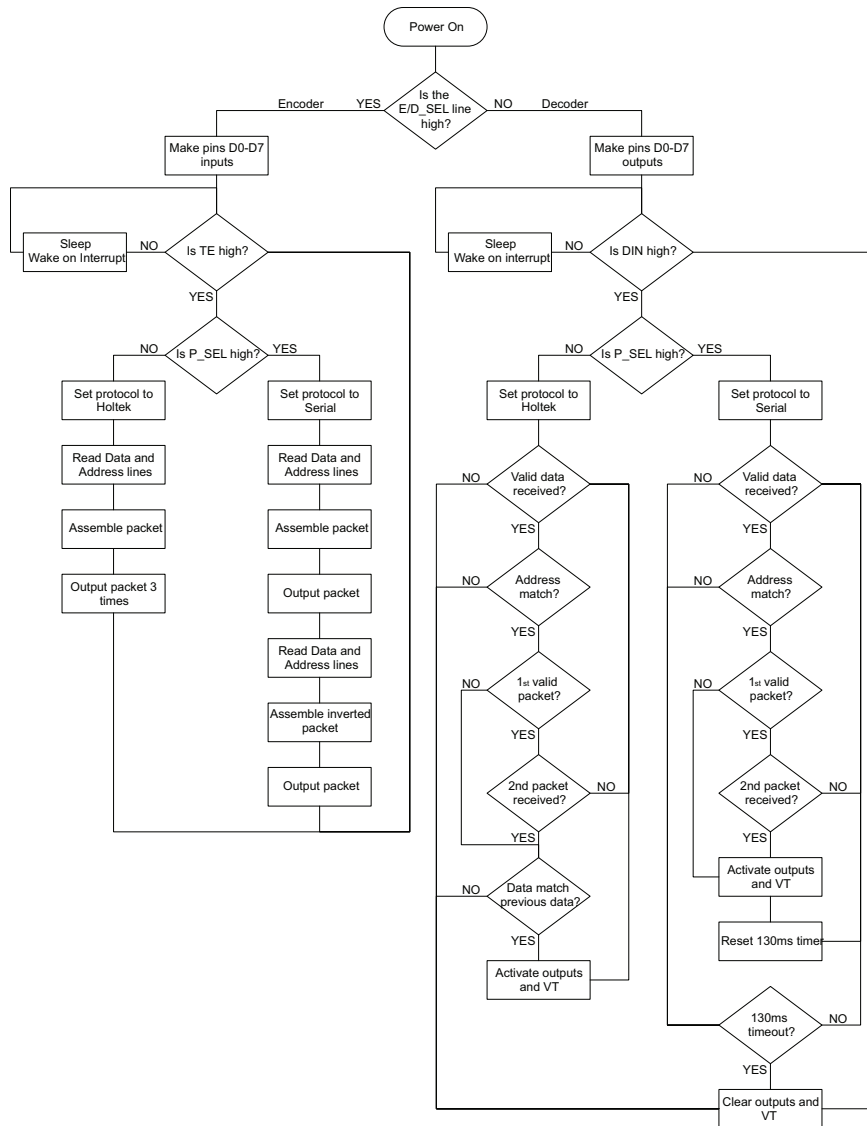 Power On
Is the
E/D_SEL line
high?
Encoder
YES
NO
Decoder
Make pins D0-D7
inputs
Sleep
Wake on Interrupt
NO
Is TE high?
YES
NO
Is P_SEL high?
YES
Set protocol to
Holtek
Read Data and
Address lines
Assemble packet
Output packet 3
times
Set protocol to
Serial
Read Data and
Address lines
Assemble packet
Output packet
Read Data and
Address lines
Assemble inverted
packet
Output packet
Make pins D0-D7
outputs
Sleep
Wake on interrupt
NO
Is DIN high?
YES
NO
Is P_SEL high?
YES
Set protocol to
Holtek
NO
Valid data
received?
YES
NO
Address
match?
YES
NO
1st valid
packet?
YES
2nd packet
received?
NO
YES
NO
Data match
previous data?
YES
Activate outputs
and VT
Set protocol to
Serial
NO
Valid data
received?
YES
NO
Address
match?
YES
NO
1st valid
packet?
YES
2nd packet
received?
NO
YES
Activate outputs
and VT
Reset 130ms timer
130ms
timeout?
NO
YES
Clear outputs and
VT